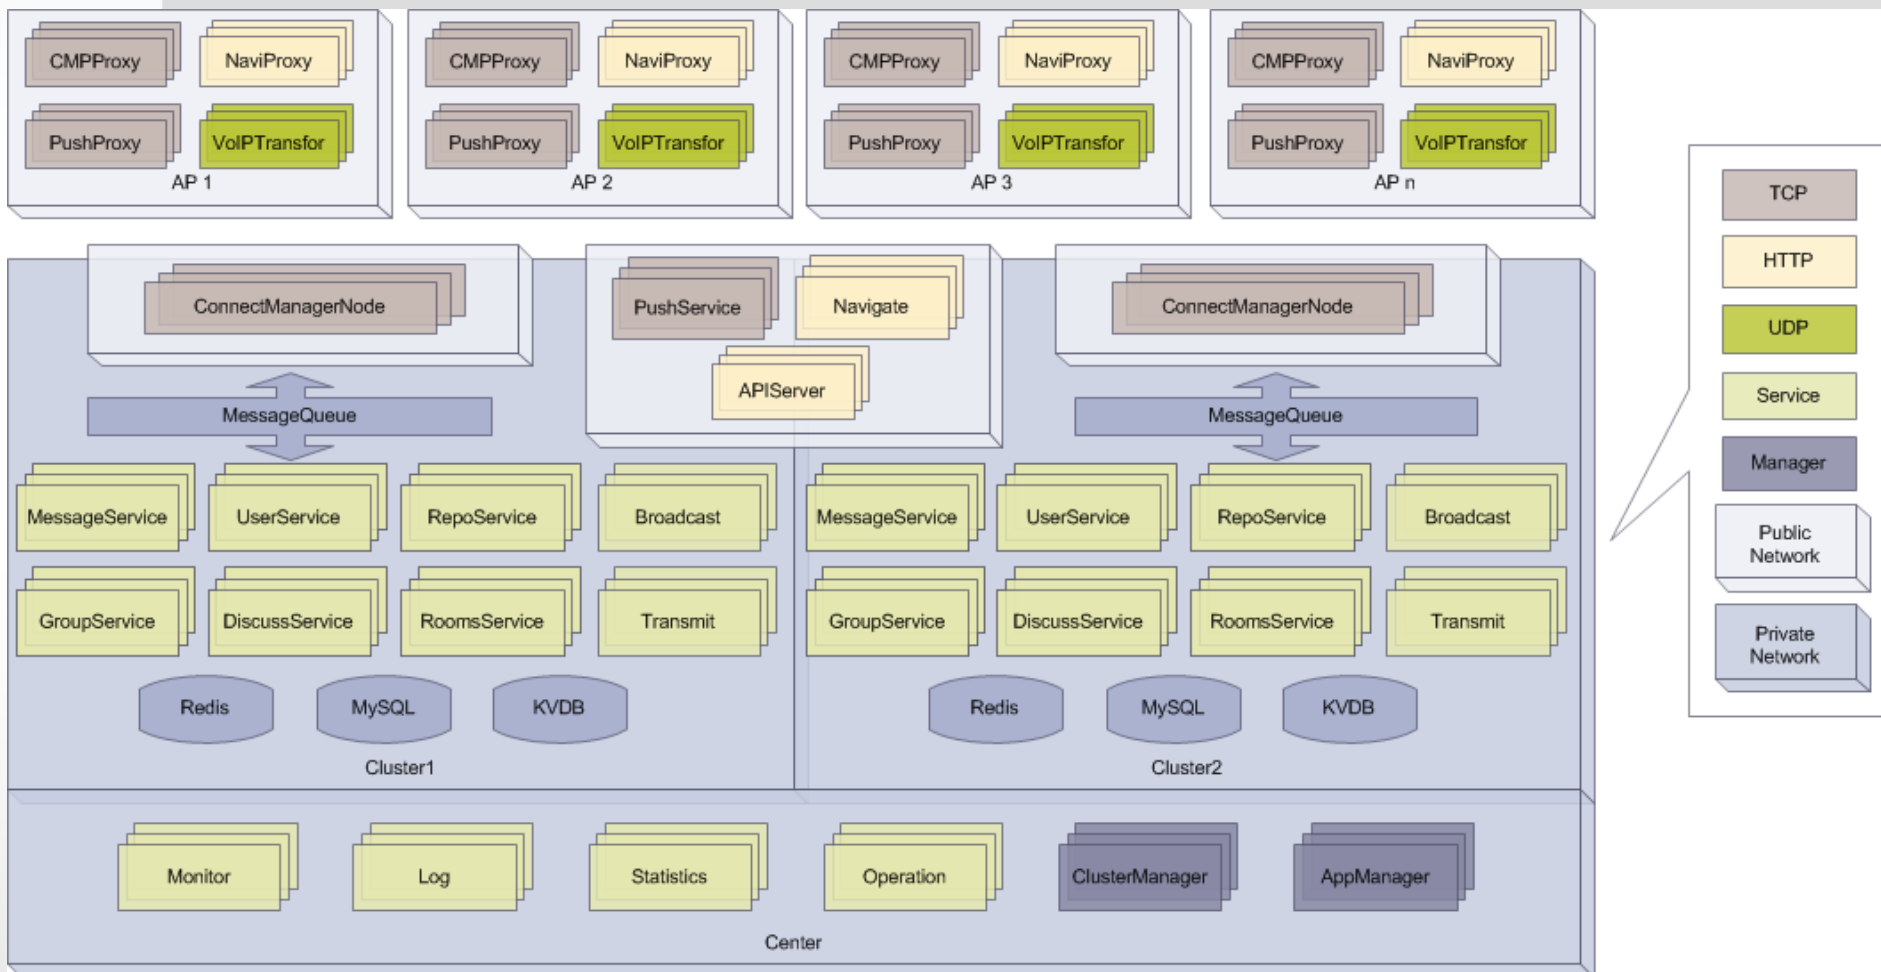 CMPProxy NaviProxy CMPProxy NaviProxy CMPProxy NaviProxy CMPProxy NaviProxy
PushProxy VoIPTransfor PushProxy VoIPTransfor PushProxy VoIPTransfor PushProxy VoIPTransfor
AP 1 AP 2 AP 3 AP n
ConnectManagerNode PushService Navigate ConnectManagerNode
APIServer
MessageQueue MessageQueue
MessageService UserService RepoService Broadcast MessageService UserService RepoService Broadcast
GroupService DiscussService RoomsService Transmit GroupService DiscussService RoomsService Transmit
Redis MySQL KVDB Redis MySQL KVDB
Cluster1 Cluster2
Monitor Log Statistics Operation ClusterManager AppManager
Center
TCP
HTTP
UDP
Service
Manager
Public
Network
Private
Network